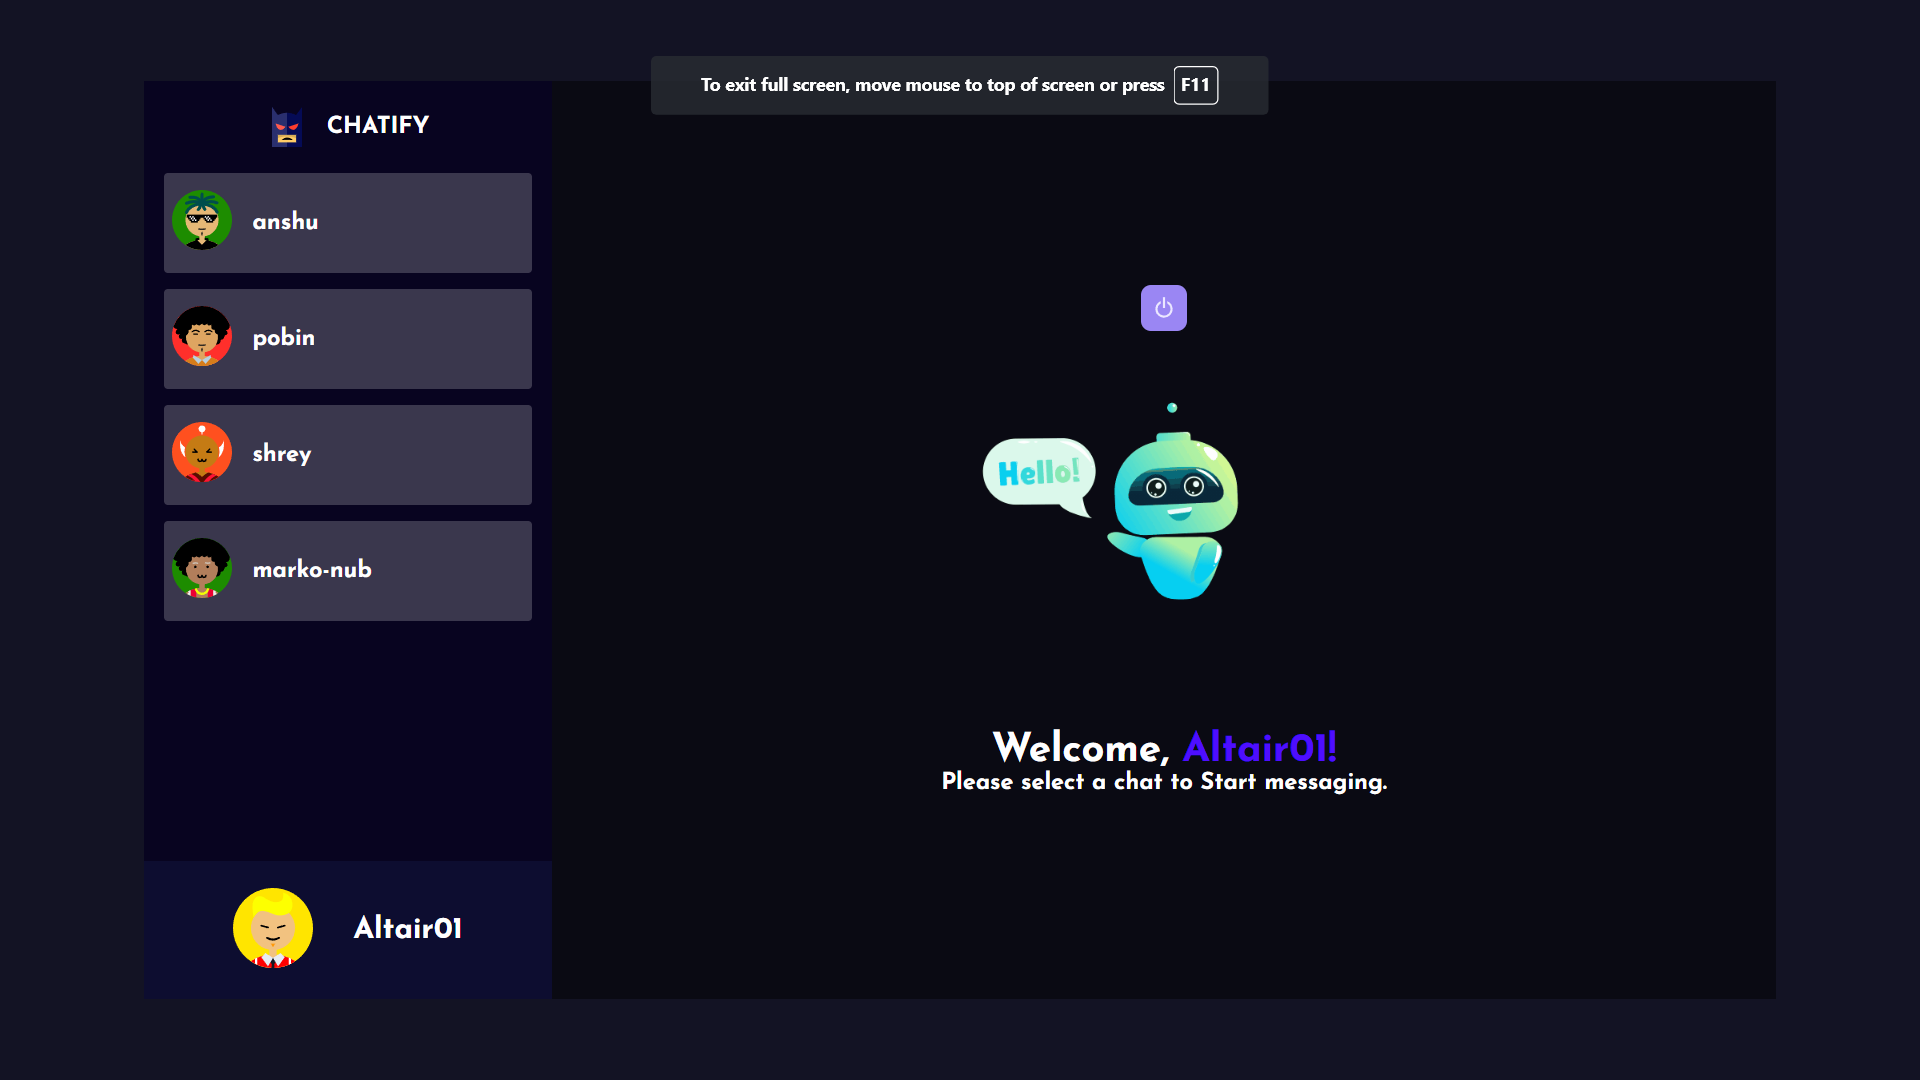 To exit full screen, move mouse to top of screen or press F11
CHATIFY
anshu
pobin
shrey
marko-nub
Altair01
Hello!
Welcome, Altair01!
Please select a chat to Start messaging.